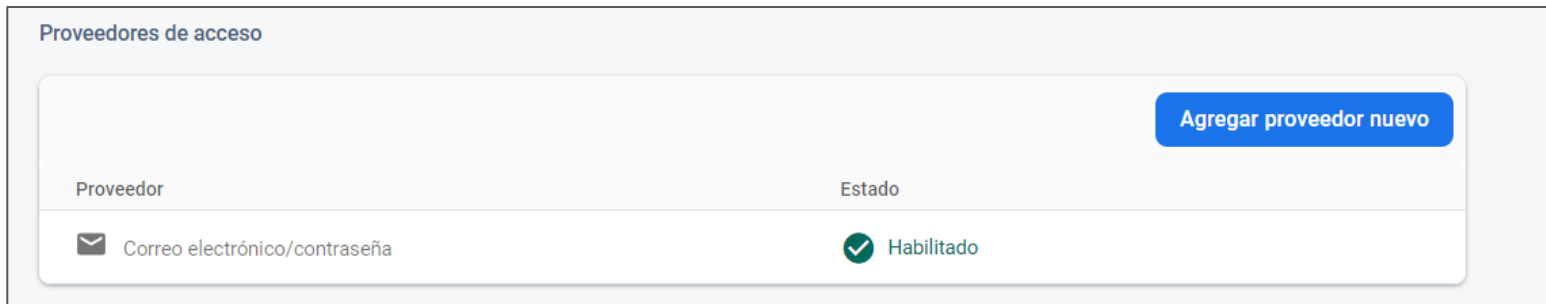 Proveedores de acceso
Agregar proveedor nuevo
Proveedor Estado
Correo electrónico/contraseña Habilitado